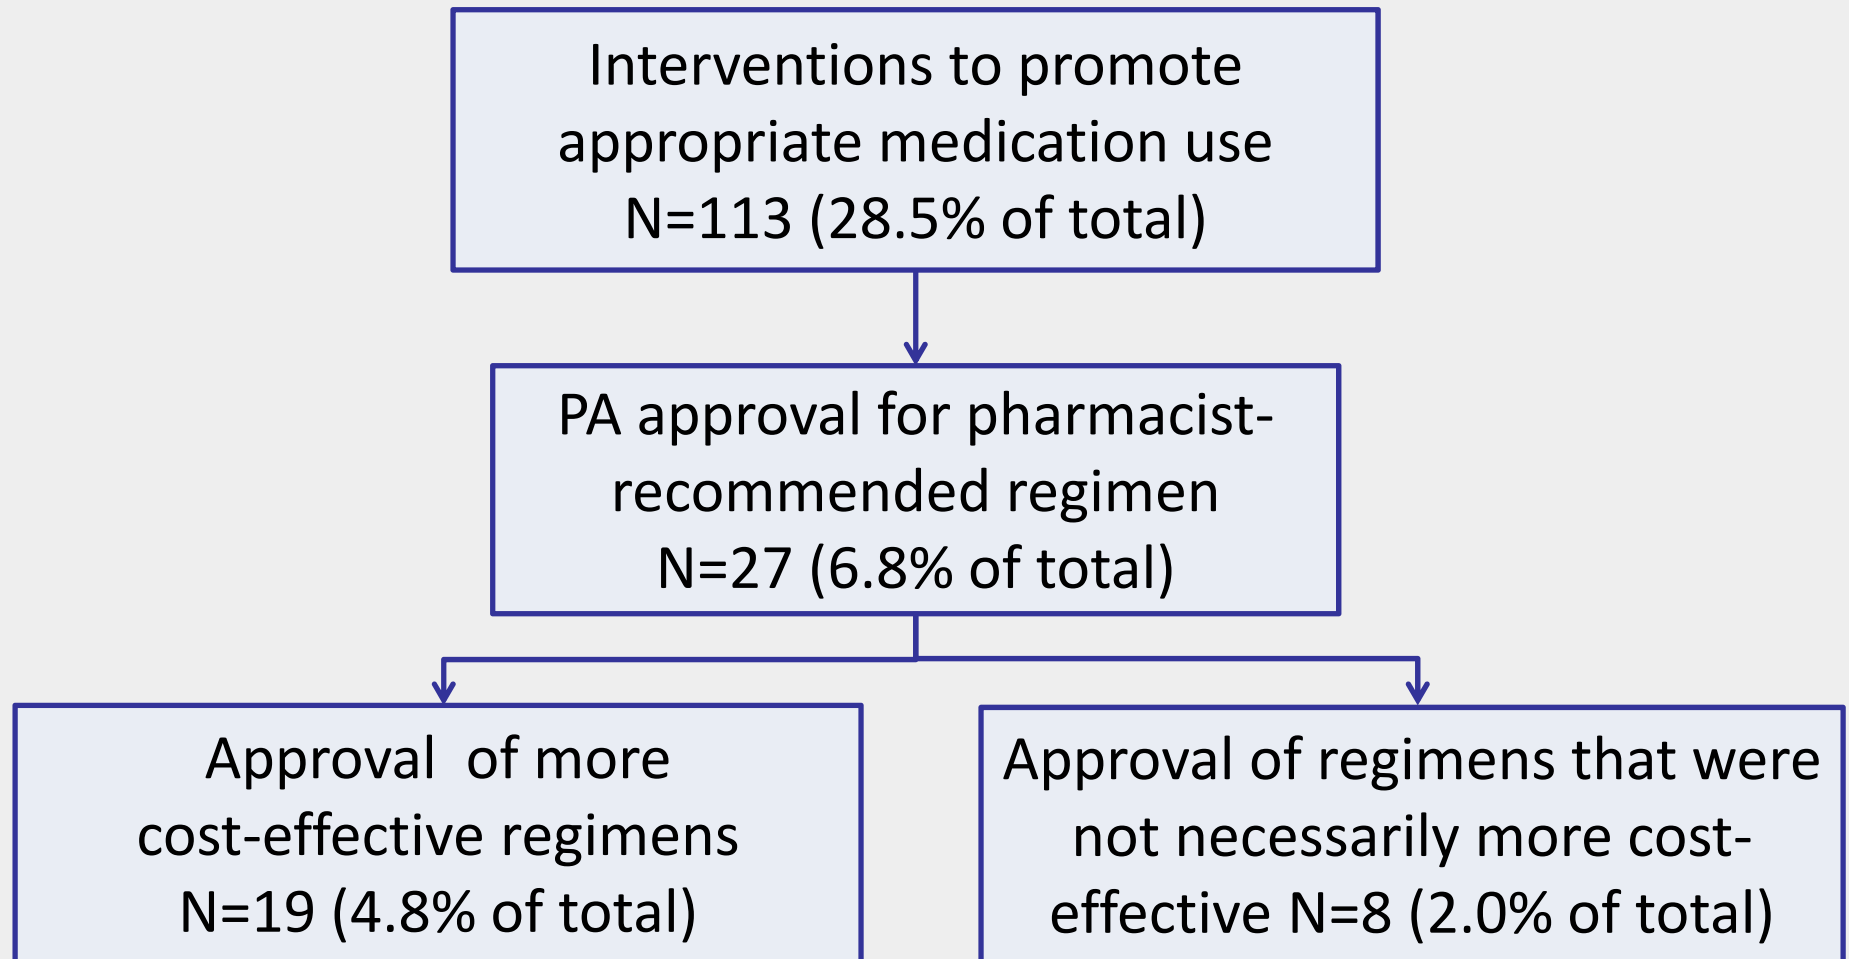 Interventions to promote
appropriate medication use
N=113 (28.5% of total)
PA approval for pharmacist-
recommended regimen
N=27 (6.8% of total)
Approval  of more
cost-effective regimens
N=19 (4.8% of total)
Approval of regimens that were
not necessarily more cost-
effective N=8 (2.0% of total)